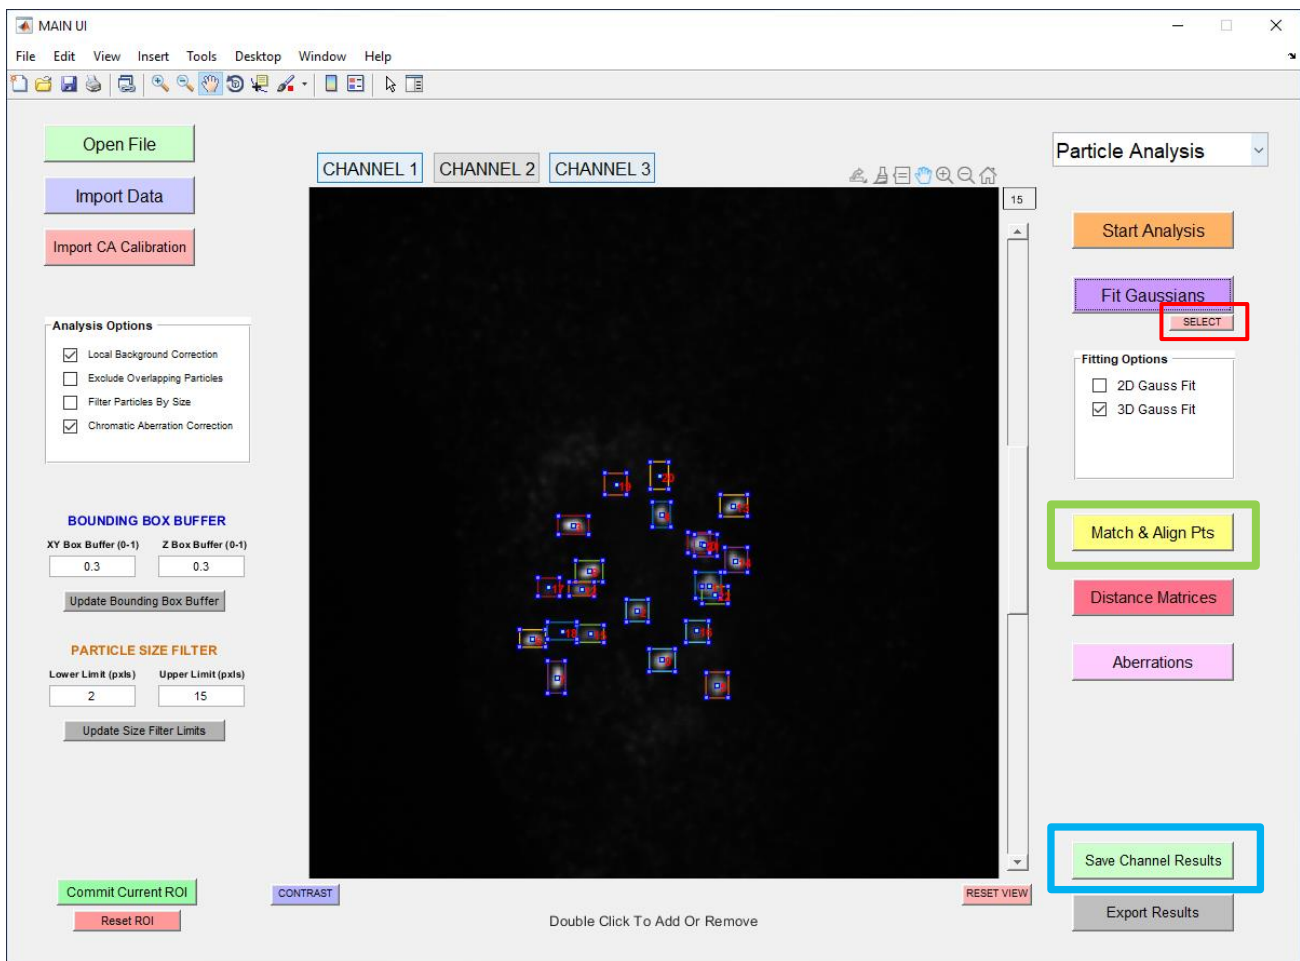 MAIN UI
File Edit View Insert Tools Desktop Window Help
Open File
Import Data
Import CA Calibration
CHANNEL 1 CHANNEL 2 CHANNEL 3
15
Particle Analysis
Start Analysis
Fit Gaussians
SELECT
Analysis Options
Local Background Correction
Exclude Overlapping Particles
Filter Particles By Size
Chromatic Aberration Correction
Fitting Options
2D Gauss Fit
3D Gauss Fit
BOUNDING BOX BUFFER
XY Box Buffer (0-1) Z Box Buffer (0-1)
0.3 0.3
Update Bounding Box Buffer
PARTICLE SIZE FILTER
Lower Limit (pxls) Upper Limit (pxls)
2 15
Update Size Filter Limits
19 20
17
18
Match & Align Pts
Distance Matrices
Aberrations
Save Channel Results
Export Results
Commit Current ROI
Reset ROI
CONTRAST
RESET VIEW
Double Click To Add Or Remove